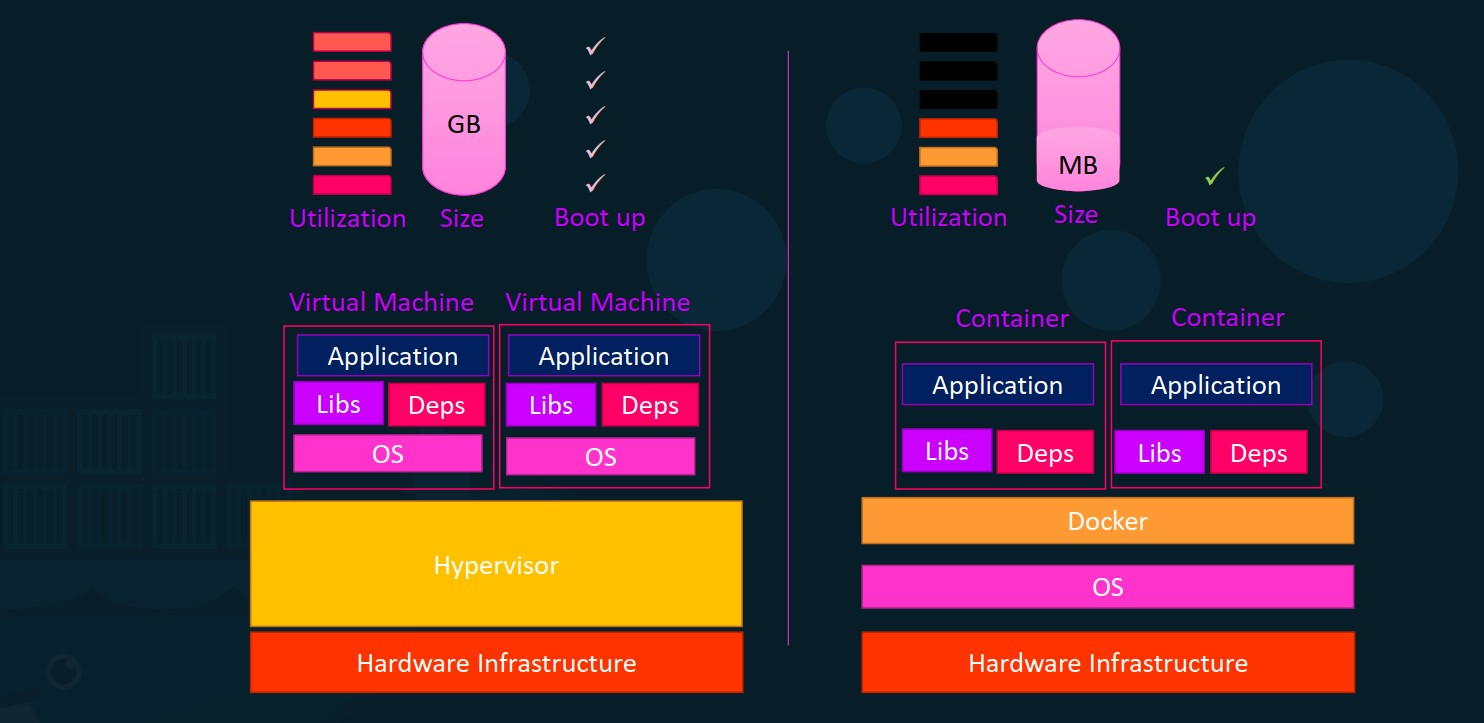 GB
Utilization
Size
Boot up
Virtual Machine
Virtual Machine
Application
Libs
Deps
OS
Application
Libs
Deps
OS
Hypervisor
Hardware Infrastructure
MB
Utilization
Size
Boot up
Container
Container
Application
Libs
Deps
Application
Libs
Deps
Docker
OS
Hardware Infrastructure